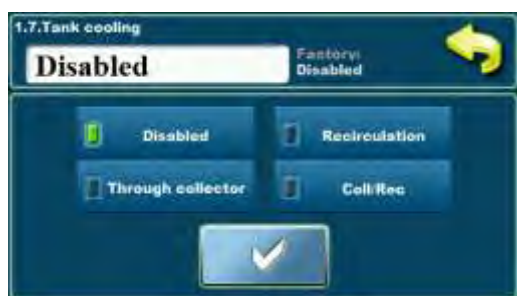 1.7.Tank cooling
Disabled
Factory:
Disabled
Disabled
Recirculation
Through collector
Coll/Rec